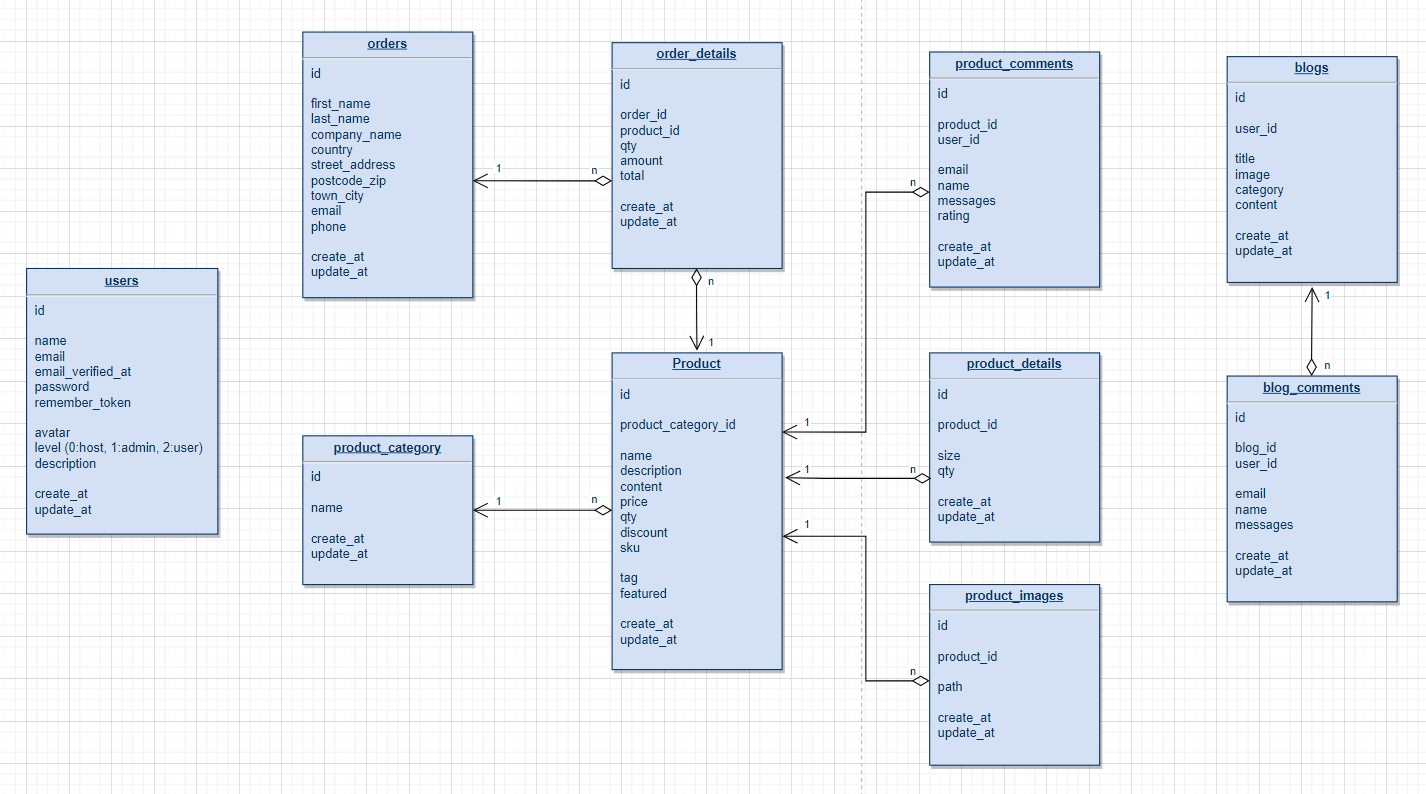 orders
id
first_name
last_name
company_name
country
street_address
postcode_zip
town_city
email
phone
create_at
update_at
1
n
order_details
id
order_id
product_id
qty
amount
total
create_at
update_at
n
1
product_comments
id
product_id
user_id
email
name
messages
rating
create_at
update_at
n
1
blogs
id
user_id
title
image
category
content
create_at
update_at
1
n
users
id
name
email
email_verified_at
password
remember_token
avatar
level (0:host, 1:admin, 2:user)
description
create_at
update_at
product_category
id
name
create_at
update_at
1
n
Product
id
product_category_id
name
description
content
price
qty
discount
sku
tag
featured
create_at
update_at
1
n
product_details
id
product_id
size
qty
create_at
update_at
1
n
product_images
id
product_id
path
create_at
update_at
blog_comments
id
blog_id
user_id
email
name
messages
create_at
update_at